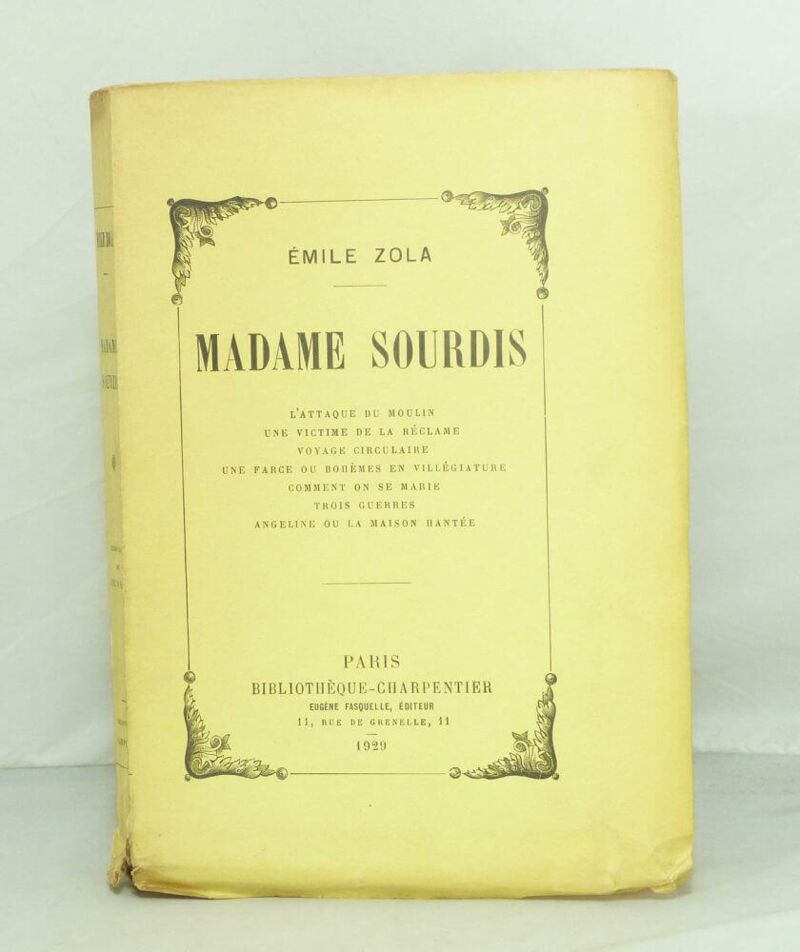 ÉMILE ZOLA
MADAME SOURDIS
L'ATTAQUE DU MOULIN
UNE VICTIME DE LA RÉCLAME
VOYAGE CIRCULAIRE
UNE FARCE OU BOHÈMES EN VILLÉGIATURE
COMMENT ON SE MARIE
TROIS GUERRES
ANGELINE OU LA MAISON HANTÉE
PARIS
BIBLIOTHÈQUE-CHARPENTIER
EUGÈNE FASQUELLE, ÉDITEUR
11, RUE DE GRENELLE, 11
1929